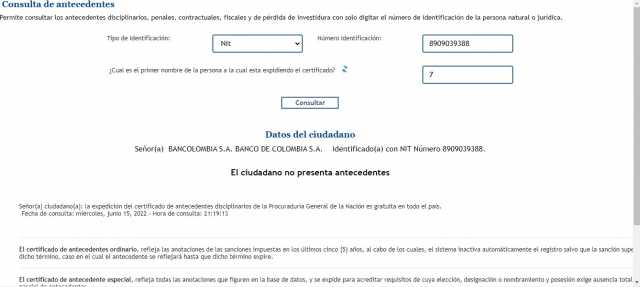 Consulta de antecedentes
Permite consultar los antecedentes disciplinarios, penales, contractuales, fiscales y de pérdida de investidura con solo digitar el número de identificación de la persona natural o jurídica.
Tipo de Identificación: Nit Número Identificación: 8909039388
¿Cual es el primer nombre de la persona a la cual esta expidiendo el certificado? 7
Consultar
Datos del ciudadano
Señor(a) BANCOLOMBIA S.A. BANCO DE COLOMBIA S.A. Identificado(a) con NIT Número 8909039388.
El ciudadano no presenta antecedentes
Señor(a) ciudadano(a): la expedición del certificado de antecedentes disciplinarios de la Procuraduría General de la Nación es gratuita en todo el país.
Fecha de consulta: miércoles, junio 15, 2022 - Hora de consulta: 21:19:13
El certificado de antecedentes ordinario, refleja las anotaciones de las sanciones impuestas en los últimos cinco (5) años, al cabo de los cuales, el sistema inactiva automáticamente el registro salvo que la sanción supe
dicho término, caso en el cual el antecedente se reflejará hasta que dicho término expire.
El certificado de antecedente especial, refleja todas las anotaciones que figuren en la base de datos, y se expide para acreditar requisitos de cuya elección, designación o nombramiento y posesión exige ausencia total